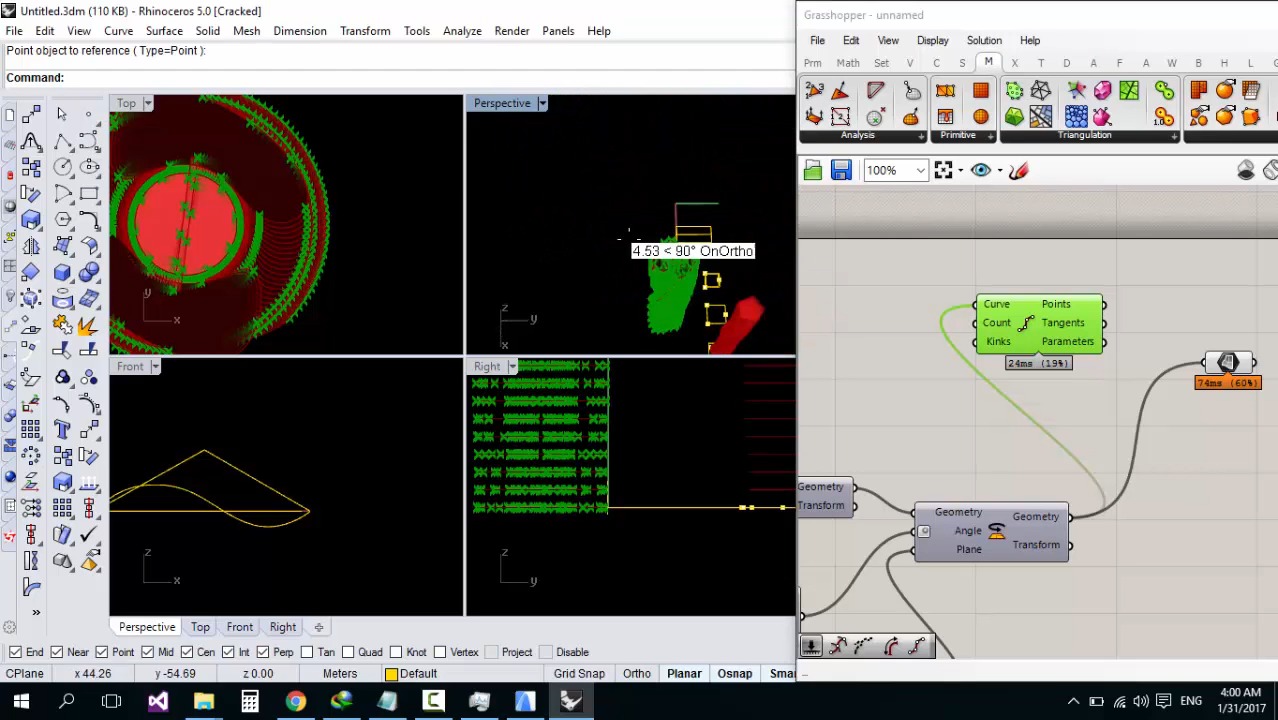 Untitled.3dm (110 KB) - Rhinoceros 5.0 [Cracked]
File Edit View Curve Surface Solid Mesh Dimension Transform Tools Analyze Render Panels Help
Point object to reference ( Type=Point ):
Command:
Top
Perspective
4.53 < 90° OnOrtho
y
x
z
y
x
Front
Right
z
x
z
y
Perspective Top Front Right
End Near Point Mid Cen Int Perp Tan Quad Knot Vertex Project Disable
CPlane x 44.26 y -54.69 z 0.00 Meters Default Grid Snap Ortho Planar Osnap Smar
Grasshopper - unnamed
File Edit View Display Solution Help
Prm Math Set V C S M X T D A F A W B H L
Analysis Primitive Triangulation
100%
Curve Points
Count Tangents
Kinks Parameters
24ms (19%)
74ms (60%)
Geometry
Transform
Geometry Geometry
Angle
Plane Transform
ENG
4:00 AM
1/31/2017